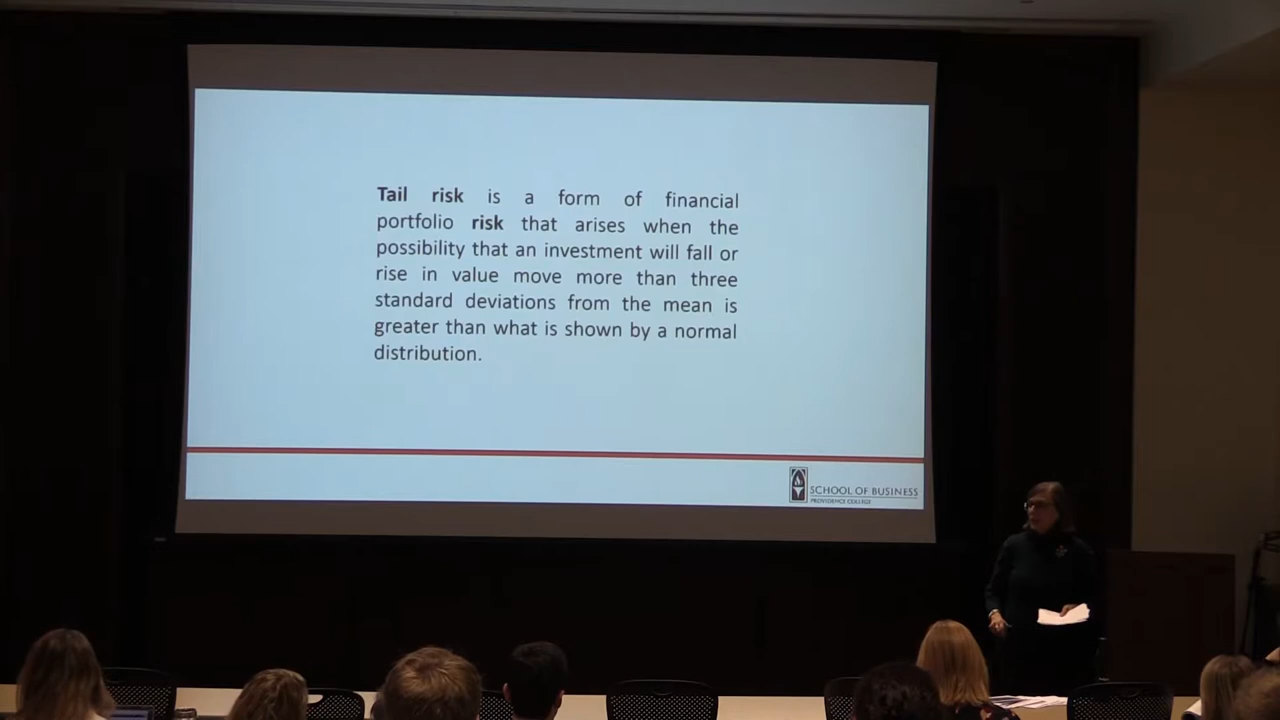 Tail risk is a form of financial
portfolio risk that arises when the
possibility that an investment will fall or
rise in value move more than three
standard deviations from the mean is
greater than what is shown by a normal
distribution.
SCHOOL OF BUSINESS
PROVIDENCE COLLEGE